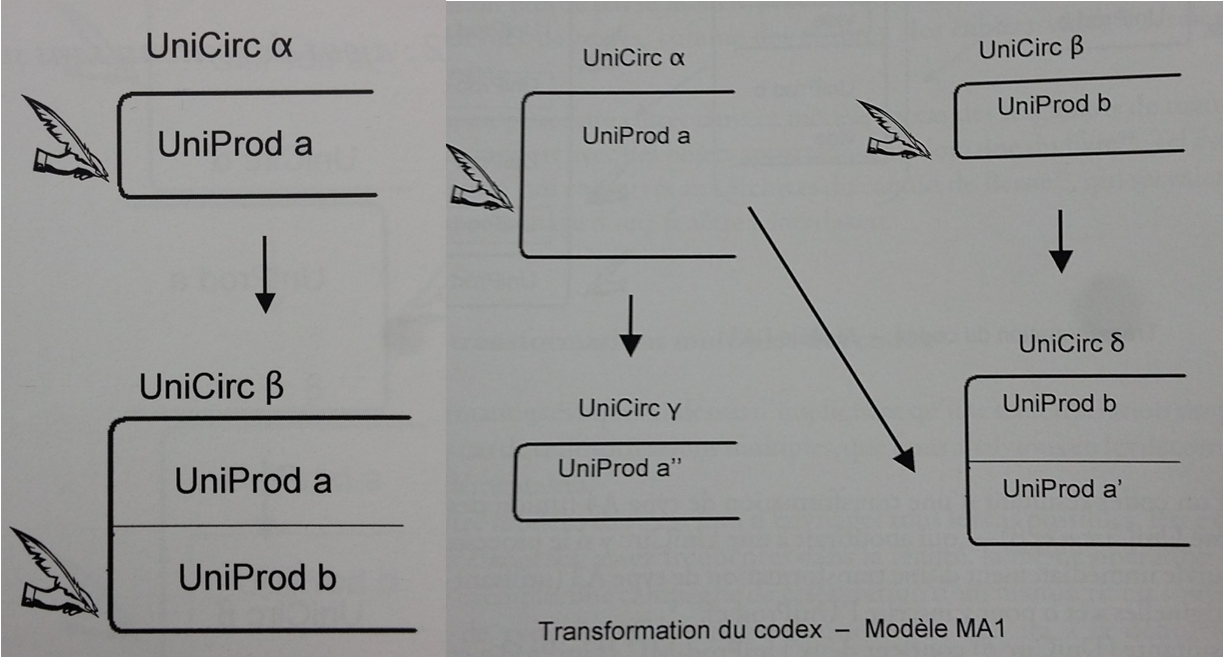 UniCirc α
UniProd a
UniCirc β
UniProd a
UniProd b
UniCirc α
UniProd a
UniCirc β
UniProd b
UniCirc γ
UniProd a''
UniCirc δ
UniProd b
UniProd a’
Transformation du codex – Modèle MA1